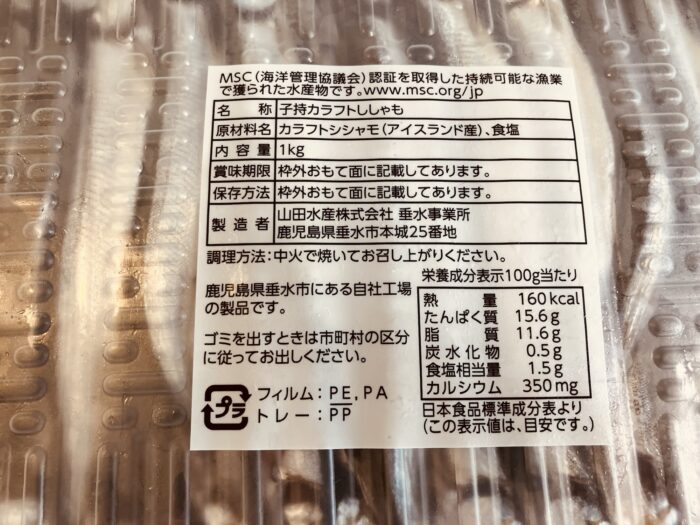 MSC(海洋管理協議会)認証を取得した持続可能な漁業
で獲られた水産物です。www.msc.org/jp
名称 子持カラフトししゃも
原材料名 カラフトシシャモ(アイスランド産)、食塩
内容量 1kg
賞味期限 枠外おもて面に記載してあります。
保存方法 枠外おもて面に記載してあります。
製造者 山田水産株式会社 垂水事業所
鹿児島県垂水市本城25番地
調理方法:中火で焼いてお召し上がりください。
鹿児島県垂水市にある自社工場
の製品です。
ゴミを出すときは市町村の区分
に従ってお出しください。
プラ
フィルム:PE,PA
トレー:PP
栄養成分表示100g当たり
熱量 160kcal
たんぱく質 15.6g
脂質 11.6g
炭水化物 0.5g
食塩相当量 1.5g
カルシウム 350mg
日本食品標準成分表より
(この表示値は、目安です。)